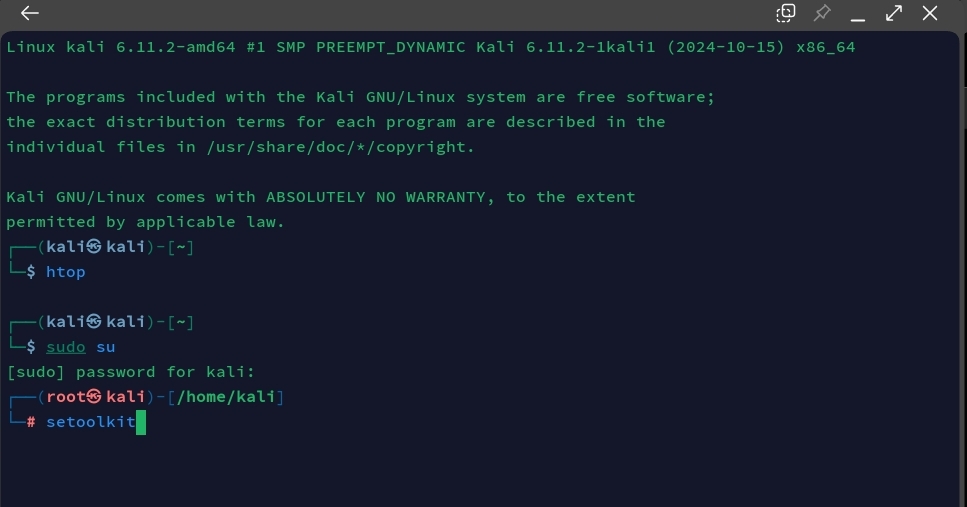 Linux kali 6.11.2-amd64 #1 SMP PREEMPT_DYNAMIC Kali 6.11.2-1kali1 (2024-10-15) x86_64
The programs included with the Kali GNU/Linux system are free software;
the exact distribution terms for each program are described in the
individual files in /usr/share/doc/*/copyright.
Kali GNU/Linux comes with ABSOLUTELY NO WARRANTY, to the extent
permitted by applicable law.
┌──(kali㉿kali)-[~]
└─$ htop
┌──(kali㉿kali)-[~]
└─$ sudo su
[sudo] password for kali:
┌──(root㉿kali)-[/home/kali]
└─# setoolkit